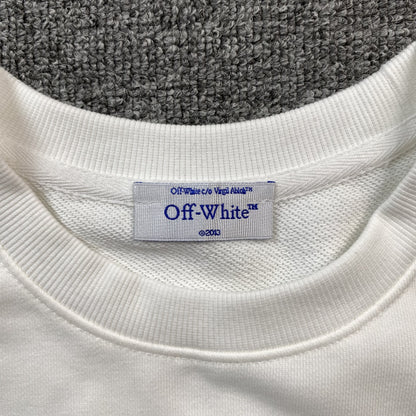 Off-White c/o Virgil Abloh™
Off-White™
©2013